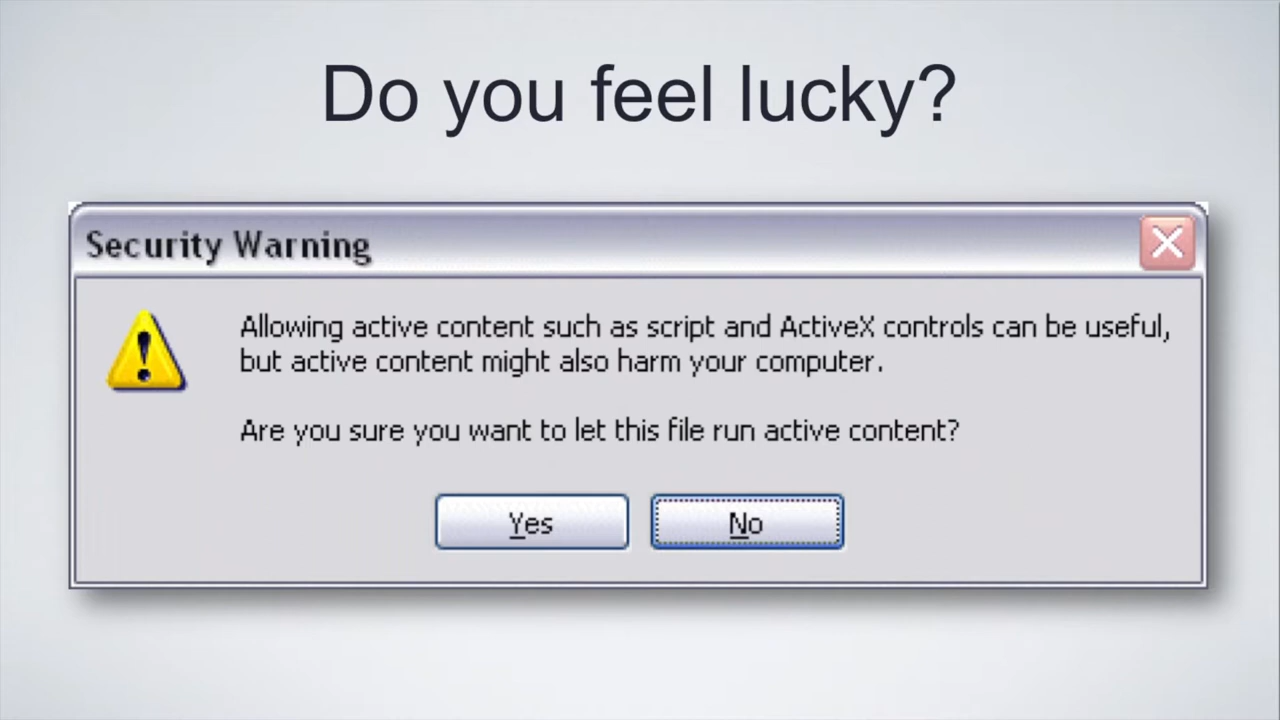 Do you feel lucky?
Security Warning
Allowing active content such as script and ActiveX controls can be useful,
but active content might also harm your computer.
Are you sure you want to let this file run active content?
Yes
No